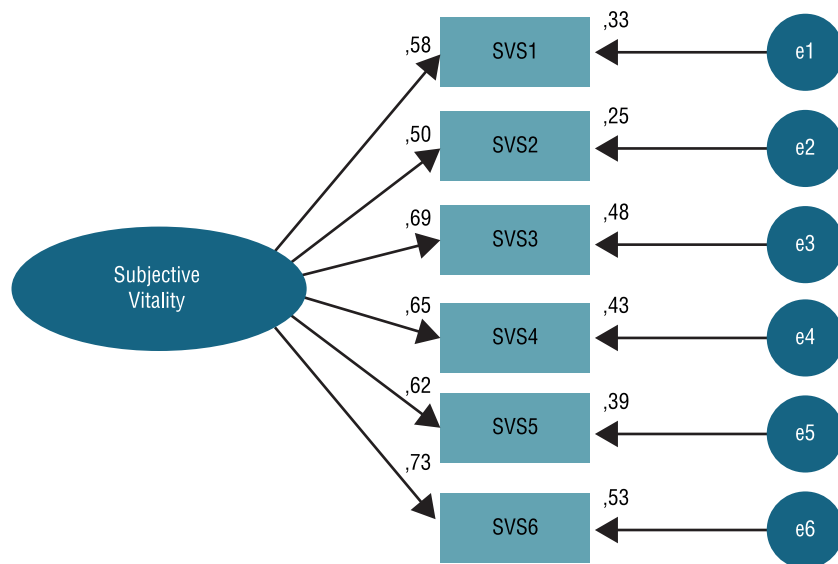 ,58
SVS1
,33
e1
,50
SVS2
,25
e2
,69
SVS3
,48
e3
Subjective
Vitality
,65
SVS4
,43
e4
,62
SVS5
,39
e5
,73
SVS6
,53
e6